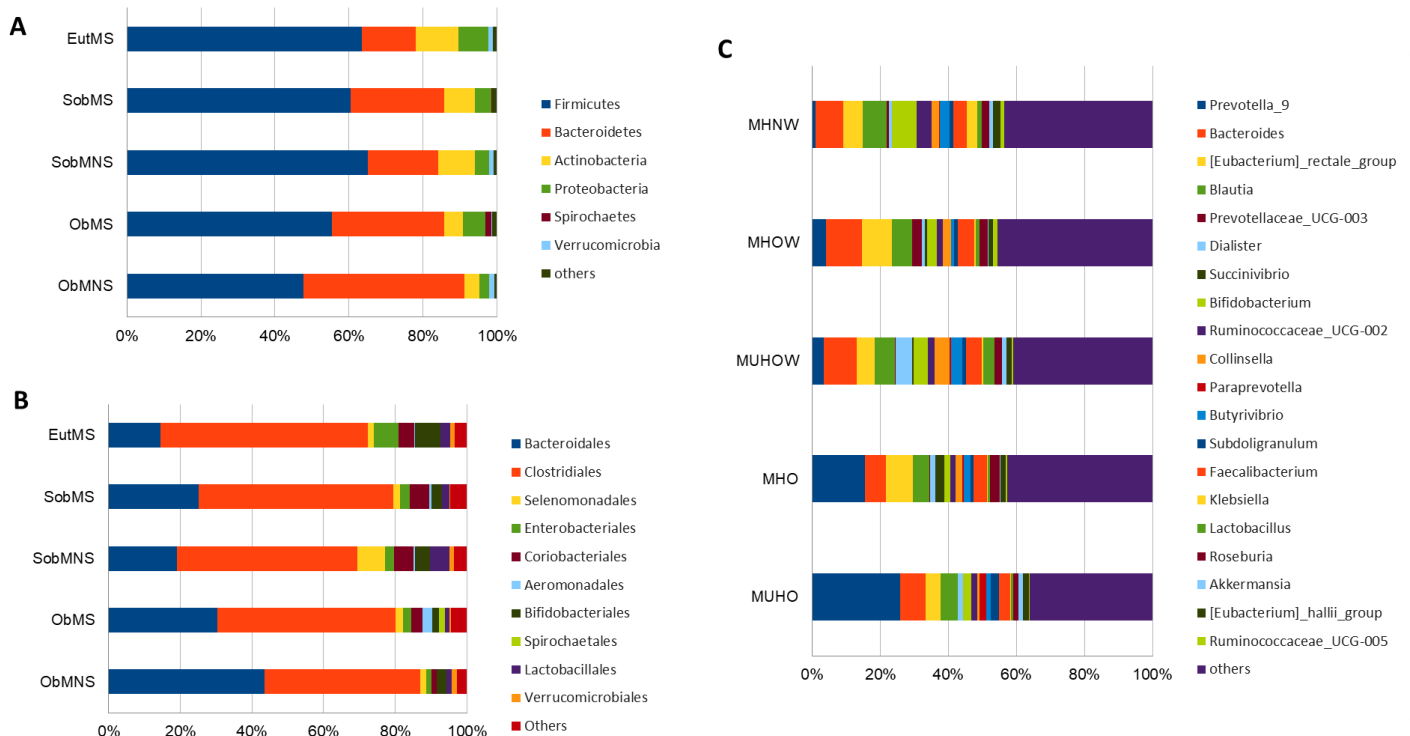 A
EutMS
SobMS
SobMNS
ObMS
ObMNS
0% 20% 40% 60% 80% 100%
Firmicutes
Bacteroidetes
Actinobacteria
Proteobacteria
Spirochaetes
Verrucomicrobia
others
B
EutMS
SobMS
SobMNS
ObMS
ObMNS
0% 20% 40% 60% 80% 100%
Bacteroidales
Clostridiales
Selenomonadales
Enterobacteriales
Coriobacteriales
Aeromonadales
Bifidobacteriales
Spirochaetales
Lactobacillales
Verrucomicrobiales
Others
C
MHNW
MHOW
MUHOW
MHO
MUHO
0% 20% 40% 60% 80% 100%
Prevotella_9
Bacteroides
[Eubacterium]_rectale_group
Blautia
Prevotellaceae_UCG-003
Dialister
Succinivibrio
Bifidobacterium
Ruminococcaceae_UCG-002
Collinsella
Paraprevotella
Butyrivibrio
Subdoligranulum
Faecalibacterium
Klebsiella
Lactobacillus
Roseburia
Akkermansia
[Eubacterium]_hallii_group
Ruminococcaceae_UCG-005
others